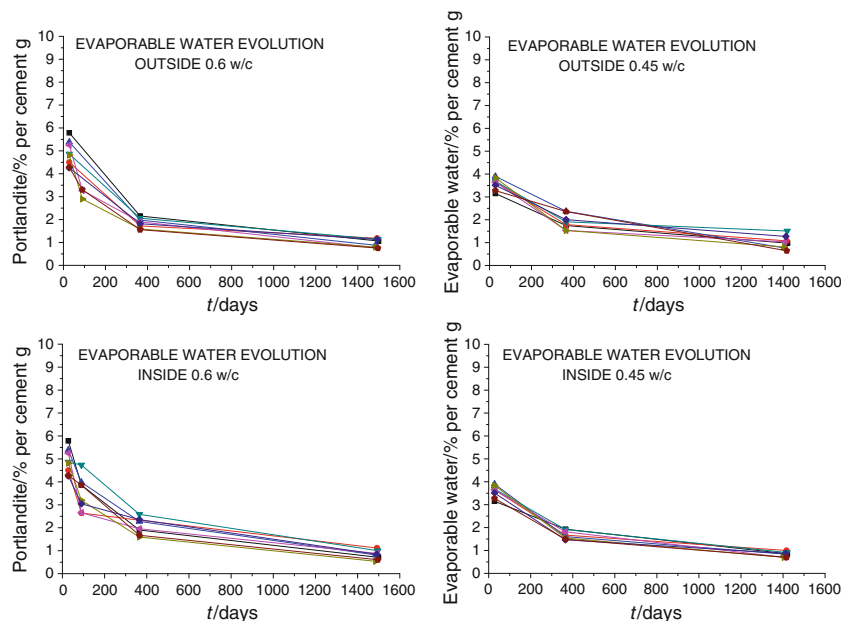 EVAPORABLE WATER EVOLUTION
OUTSIDE 0.6 w/c
Portlandite/% per cement g
10
9
8
7
6
5
4
3
2
1
0
0 200 400 600 800 1000 1200 1400 1600
t/days
EVAPORABLE WATER EVOLUTION
OUTSIDE 0.45 w/c
Evaporable water/% per cement g
10
9
8
7
6
5
4
3
2
1
0
0 200 400 600 800 1000 1200 1400 1600
t/days
EVAPORABLE WATER EVOLUTION
INSIDE 0.6 w/c
Portlandite/% per cement g
10
9
8
7
6
5
4
3
2
1
0
0 200 400 600 800 1000 1200 1400 1600
t/days
EVAPORABLE WATER EVOLUTION
INSIDE 0.45 w/c
Evaporable water/% per cement g
10
9
8
7
6
5
4
3
2
1
0
0 200 400 600 800 1000 1200 1400 1600
t/days